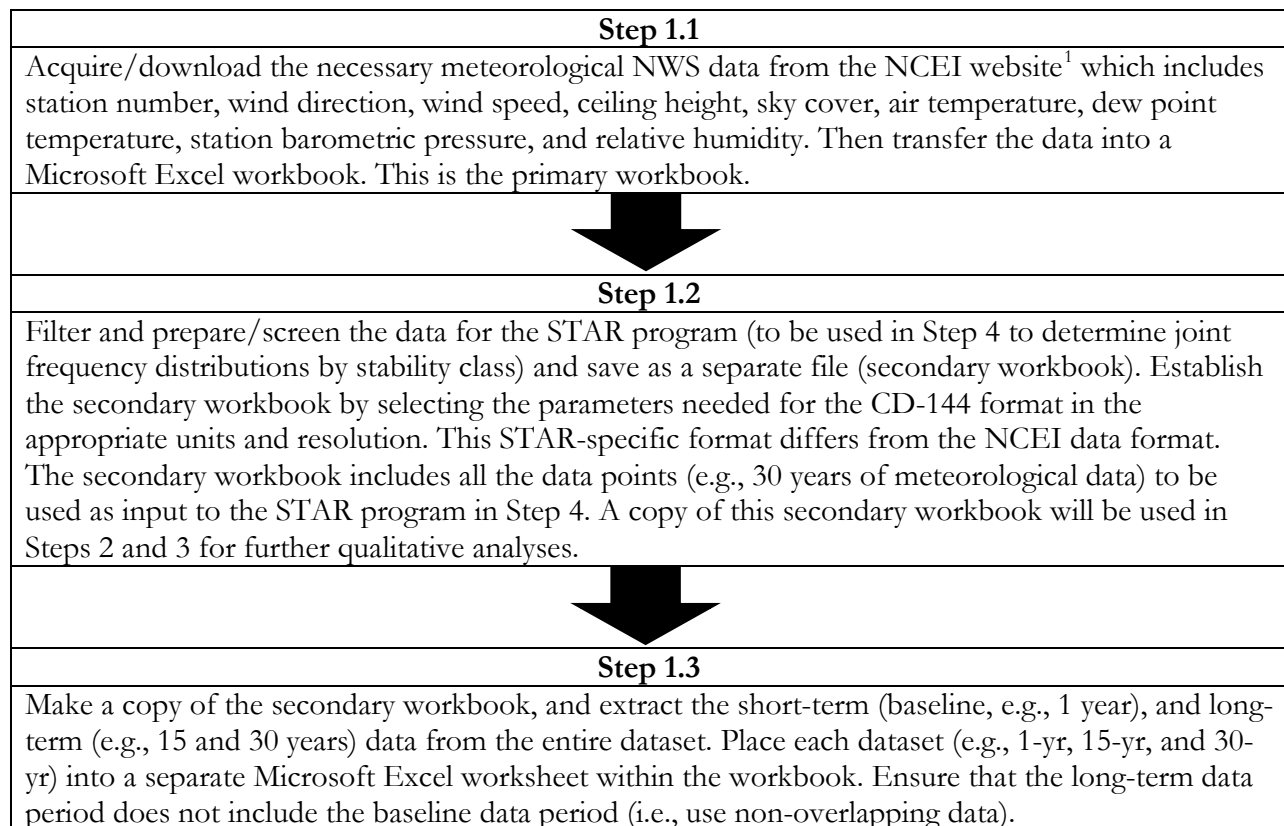 Step 1.1
Acquire/download the necessary meteorological NWS data from the NCEI website¹ which includes
station number, wind direction, wind speed, ceiling height, sky cover, air temperature, dew point
temperature, station barometric pressure, and relative humidity. Then transfer the data into a
Microsoft Excel workbook. This is the primary workbook.
Step 1.2
Filter and prepare/screen the data for the STAR program (to be used in Step 4 to determine joint
frequency distributions by stability class) and save as a separate file (secondary workbook). Establish
the secondary workbook by selecting the parameters needed for the CD-144 format in the
appropriate units and resolution. This STAR-specific format differs from the NCEI data format.
The secondary workbook includes all the data points (e.g., 30 years of meteorological data) to be
used as input to the STAR program in Step 4. A copy of this secondary workbook will be used in
Steps 2 and 3 for further qualitative analyses.
Step 1.3
Make a copy of the secondary workbook, and extract the short-term (baseline, e.g., 1 year), and long-
term (e.g., 15 and 30 years) data from the entire dataset. Place each dataset (e.g., 1-yr, 15-yr, and 30-
yr) into a separate Microsoft Excel worksheet within the workbook. Ensure that the long-term data
period does not include the baseline data period (i.e., use non-overlapping data).